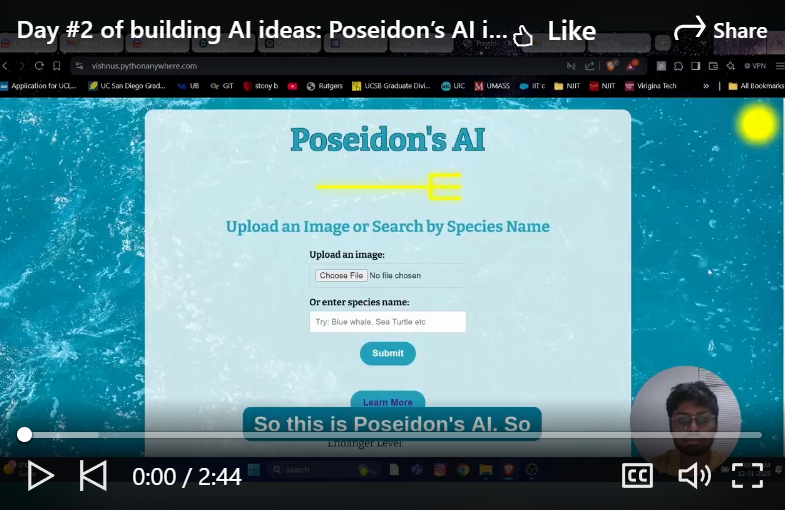 Day #2 of building AI ideas: Poseidon's AI i...
Like
Share
vishnus.pythonanywhere.com
VPN
Application for UCL...
UC San Diego Grad...
UB
GIT
stony b
Rutgers
UCSB Graduate Divi...
UIC
UMASS
IIT c
NJIT
NJIT
Virigina Tech
»
All Bookmarks
Poseidon's AI
Upload an Image or Search by Species Name
Upload an image:
Choose File No file chosen
Or enter species name:
Try: Blue whale, Sea Turtle etc
Submit
Learn More
So this is Poseidon's AI. So
Endanger Level:
0:00 / 2:44
Search
CC